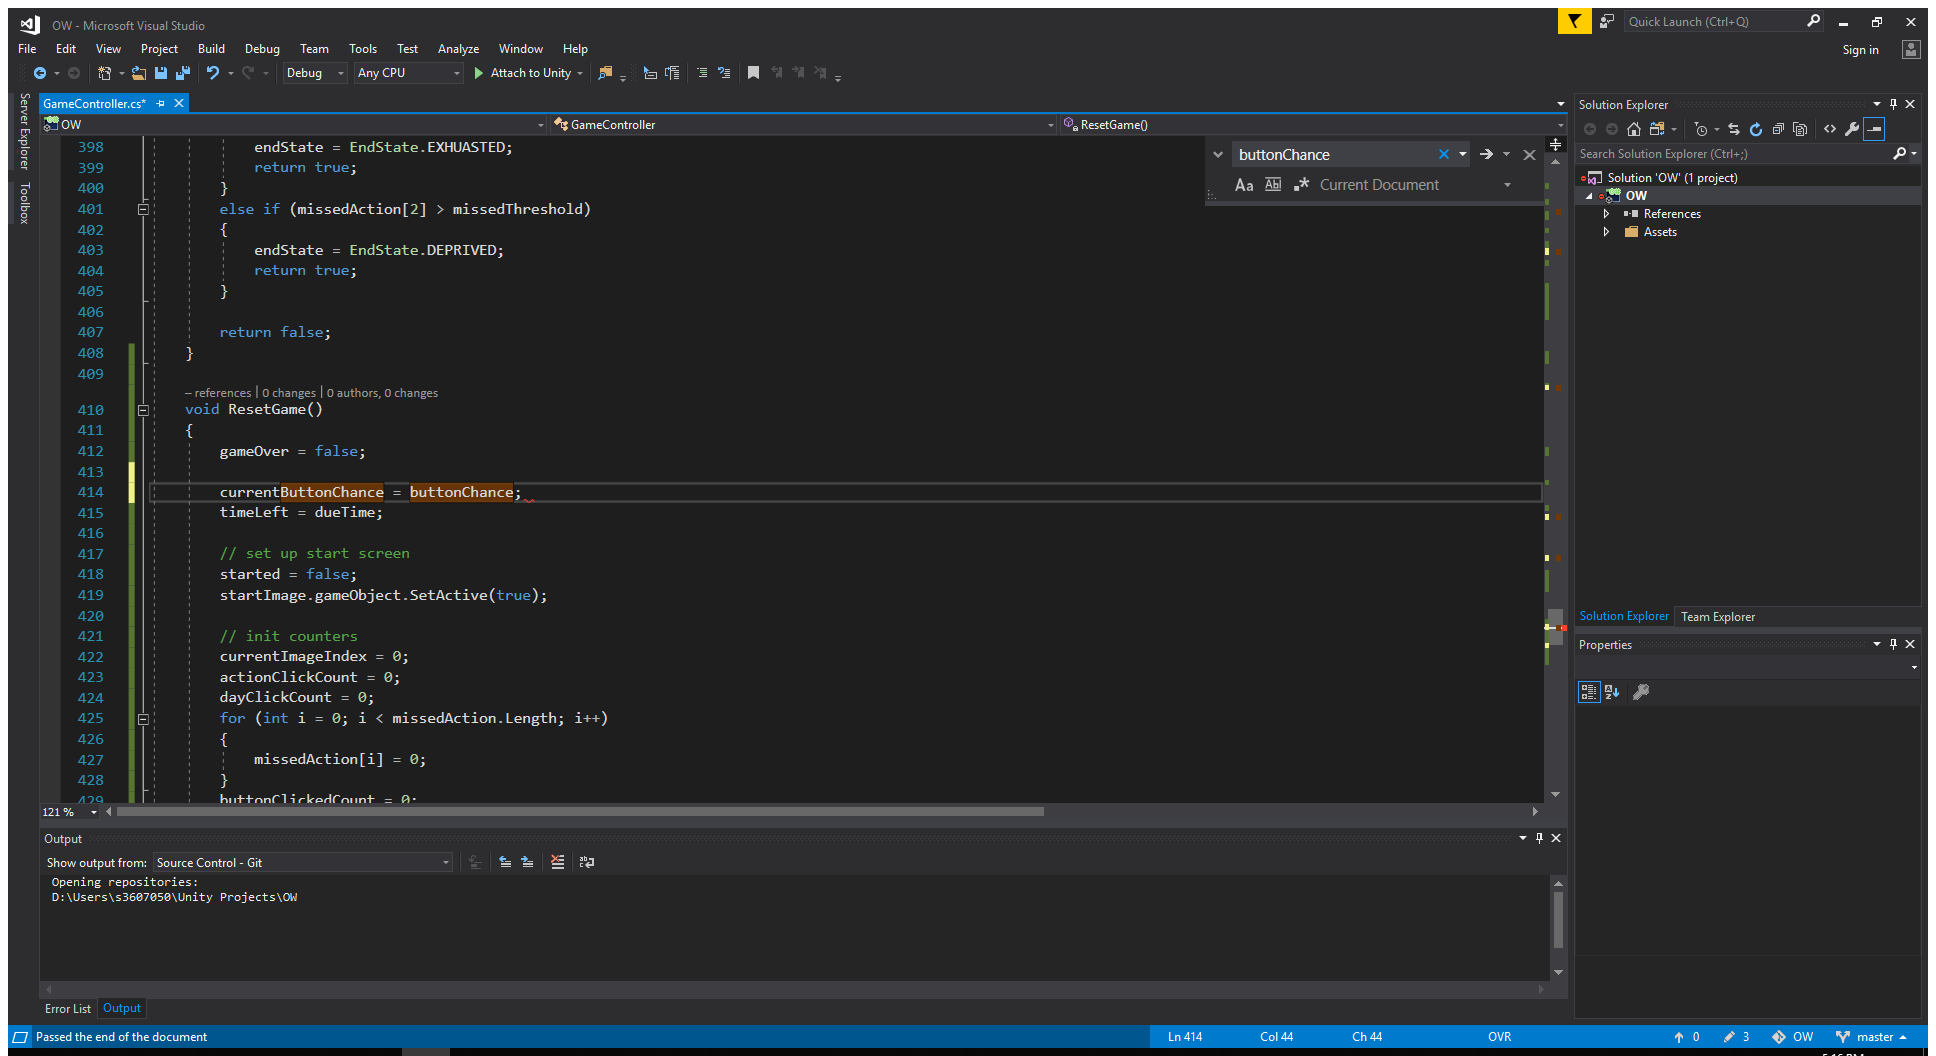 OW - Microsoft Visual Studio
Quick Launch (Ctrl+Q)
File Edit View Project Build Debug Team Tools Test Analyze Window Help
Sign in
Debug Any CPU Attach to Unity
Server Explorer
Toolbox
GameController.cs*
OW GameController ResetGame()
buttonChance
Aa Abl .* Current Document
398 endState = EndState.EXHUASTED;
399 return true;
400 }
401 else if (missedAction[2] > missedThreshold)
402 {
403 endState = EndState.DEPRIVED;
404 return true;
405 }
406
407 return false;
408 }
409
– references | 0 changes | 0 authors, 0 changes
410 void ResetGame()
411 {
412 gameOver = false;
413
414 currentButtonChance = buttonChance;
415 timeLeft = dueTime;
416
417 // set up start screen
418 started = false;
419 startImage.gameObject.SetActive(true);
420
421 // init counters
422 currentImageIndex = 0;
423 actionClickCount = 0;
424 dayClickCount = 0;
425 for (int i = 0; i < missedAction.Length; i++)
426 {
427 missedAction[i] = 0;
428 }
429 buttonClickedCount = 0;
121 %
Output
Show output from: Source Control - Git
Opening repositories:
D:\Users\s3607050\Unity Projects\OW
Error List Output
Solution Explorer
Search Solution Explorer (Ctrl+;)
Solution 'OW' (1 project)
OW
References
Assets
Solution Explorer Team Explorer
Properties
Passed the end of the document Ln 414 Col 44 Ch 44 OVR 0 3 OW master
5:16 PM